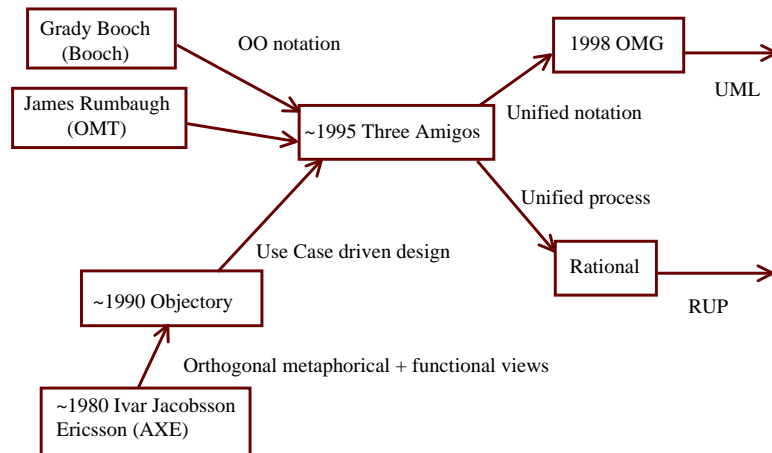 Grady Booch
(Booch)
OO notation
1998 OMG
UML
James Rumbaugh
(OMT)
~1995 Three Amigos
Unified notation
Unified process
Use Case driven design
Rational
~1990 Objectory
RUP
Orthogonal metaphorical + functional views
~1980 Ivar Jacobsson
Ericsson (AXE)